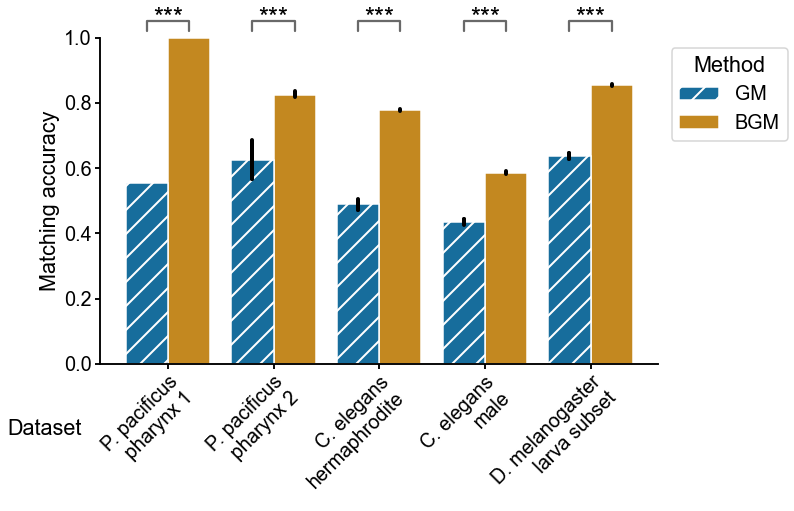 *** *** *** *** ***
Method
GM
BGM
Matching accuracy
1.0
0.8
0.6
0.4
0.2
0.0
Dataset
P. pacificus
pharynx 1
P. pacificus
pharynx 2
C. elegans
hermaphrodite
C. elegans
male
D. melanogaster
larva subset